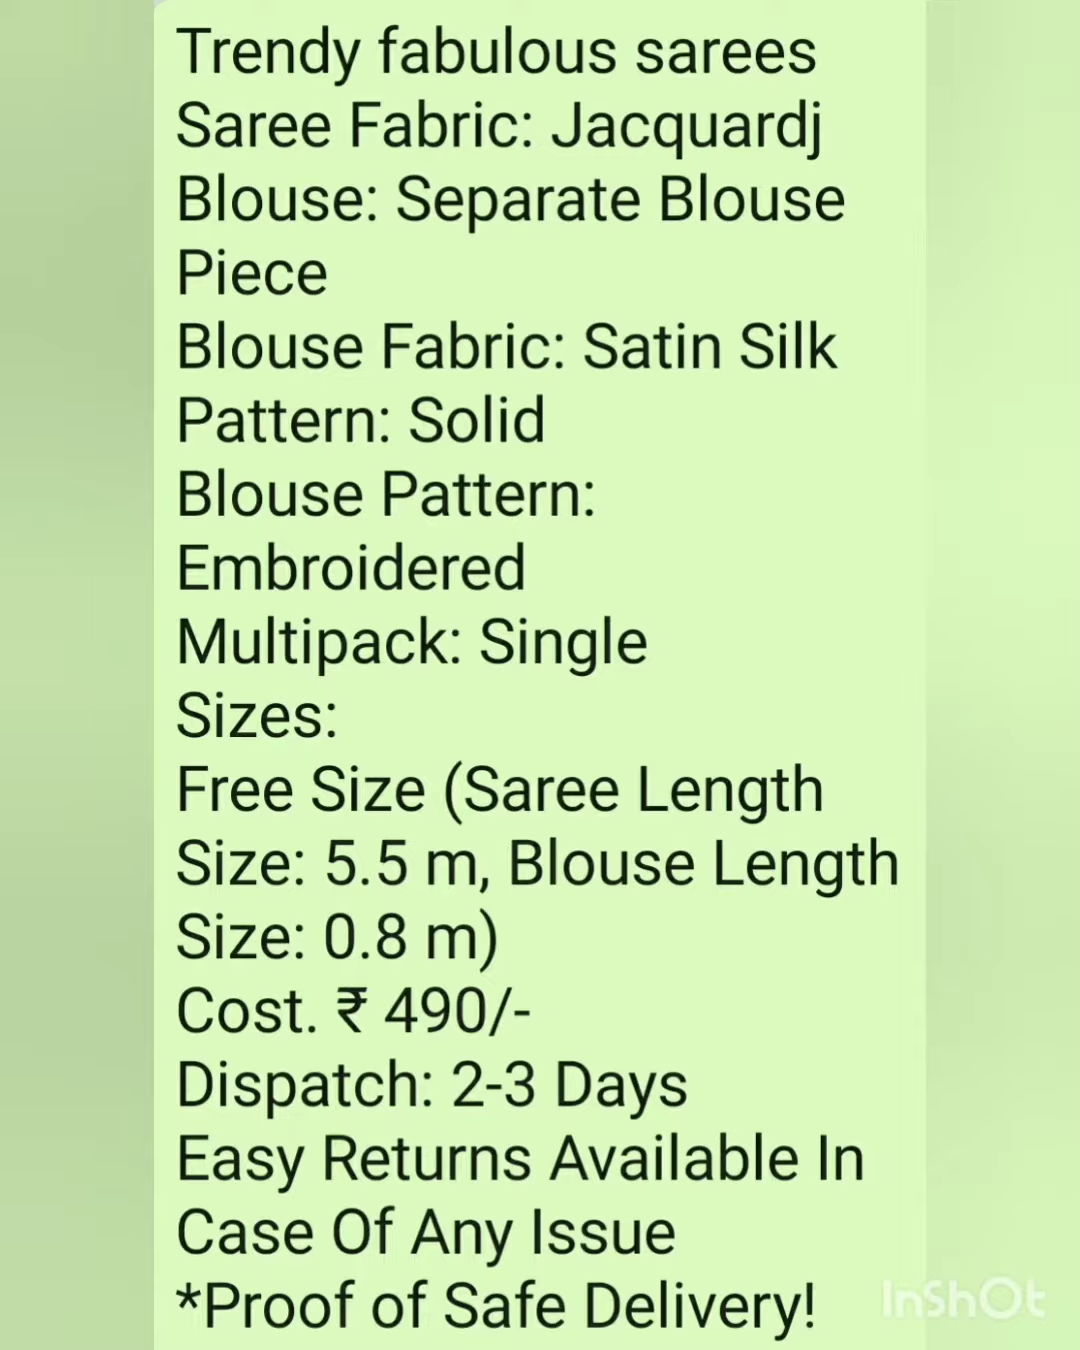 Trendy fabulous sarees
Saree Fabric: Jacquardj
Blouse: Separate Blouse
Piece
Blouse Fabric: Satin Silk
Pattern: Solid
Blouse Pattern:
Embroidered
Multipack: Single
Sizes:
Free Size (Saree Length
Size: 5.5 m, Blouse Length
Size: 0.8 m)
Cost. ₹ 490/-
Dispatch: 2-3 Days
Easy Returns Available In
Case Of Any Issue
*Proof of Safe Delivery!
InShOt